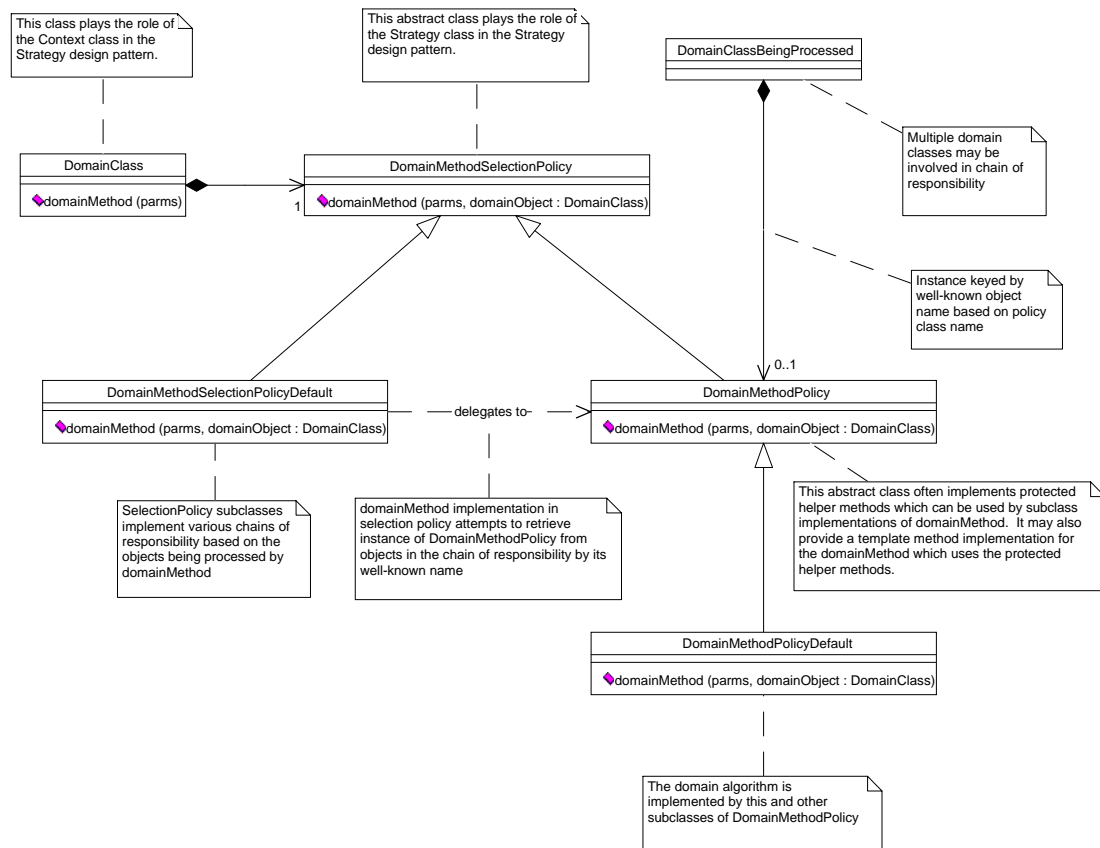 This class plays the role of
the Context class in the
Strategy design pattern.
This abstract class plays the role of
the Strategy class in the Strategy
design pattern.
DomainClassBeingProcessed
Multiple domain
classes may be
involved in chain of
responsibility
DomainClass
domainMethod (parms)
1
DomainMethodSelectionPolicy
domainMethod (parms, domainObject : DomainClass)
Instance keyed by
well-known object
name based on policy
class name
0..1
DomainMethodSelectionPolicyDefault
domainMethod (parms, domainObject : DomainClass)
delegates to
DomainMethodPolicy
domainMethod (parms, domainObject : DomainClass)
SelectionPolicy subclasses
implement various chains of
responsibility based on the
objects being processed by
domainMethod
domainMethod implementation in
selection policy attempts to retrieve
instance of DomainMethodPolicy from
objects in the chain of responsibility by its
well-known name
This abstract class often implements protected
helper methods which can be used by subclass
implementations of domainMethod. It may also
provide a template method implementation for
the domainMethod which uses the protected
helper methods.
DomainMethodPolicyDefault
domainMethod (parms, domainObject : DomainClass)
The domain algorithm is
implemented by this and other
subclasses of DomainMethodPolicy